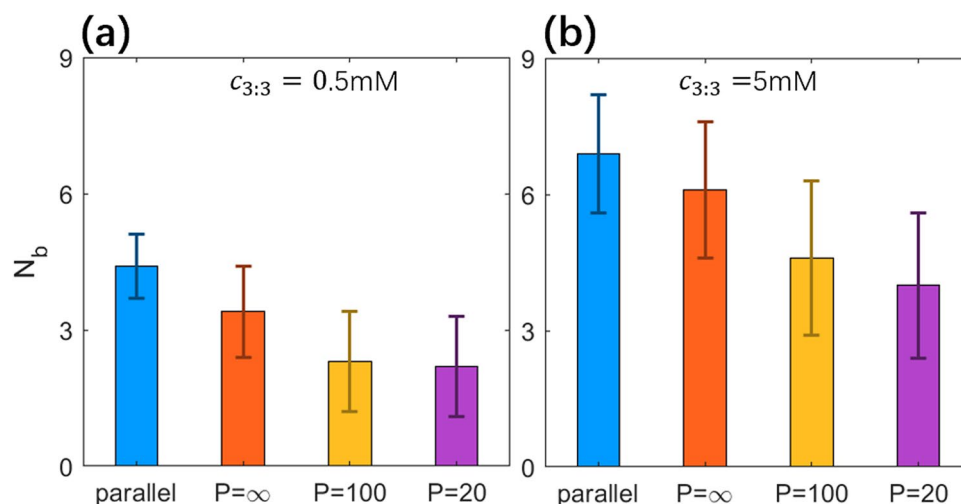 (a)
c3:3 = 0.5mM
9
6
3
0
Nb
parallel P=∞ P=100 P=20
(b)
c3:3 =5mM
9
6
3
0
parallel P=∞ P=100 P=20